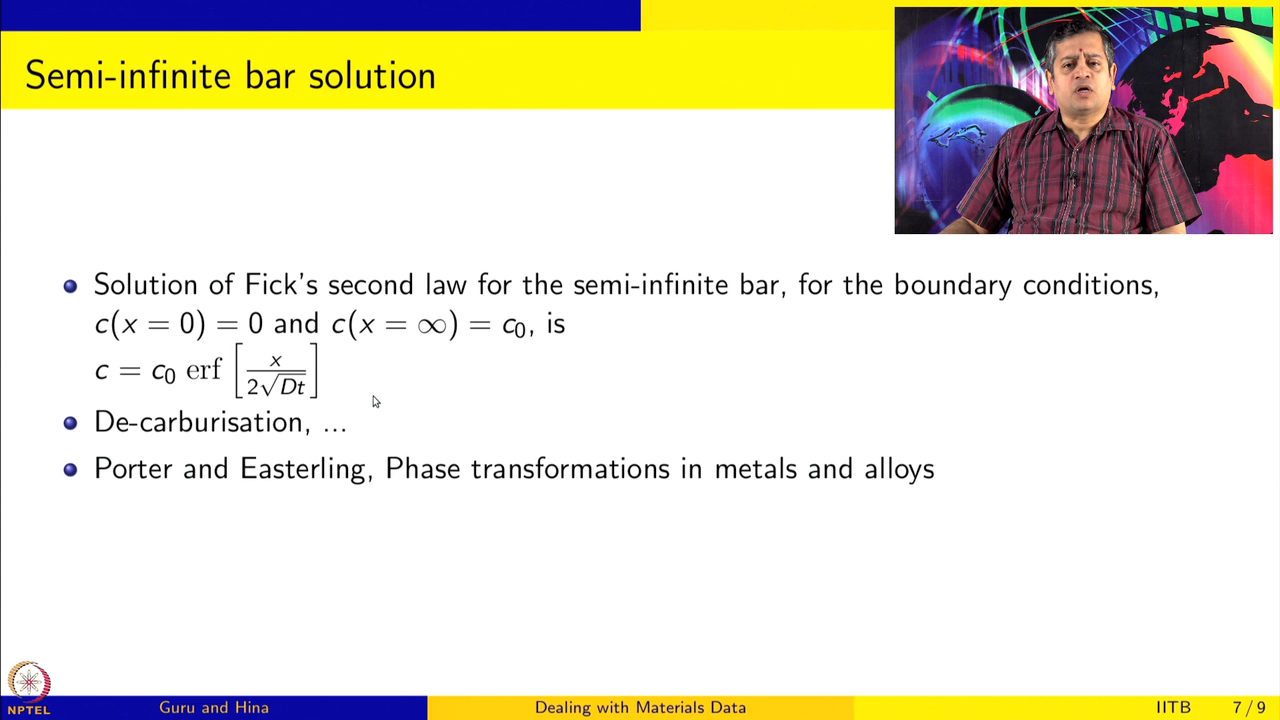 Semi-infinite bar solution
Solution of Fick's second law for the semi-infinite bar, for the boundary conditions,
c(x = 0) = 0 and c(x = ∞) = c₀, is
c = c₀ erf [x / 2√Dt]
De-carburisation, ...
Porter and Easterling, Phase transformations in metals and alloys
NPTEL
Guru and Hina
Dealing with Materials Data
IITB
7 / 9